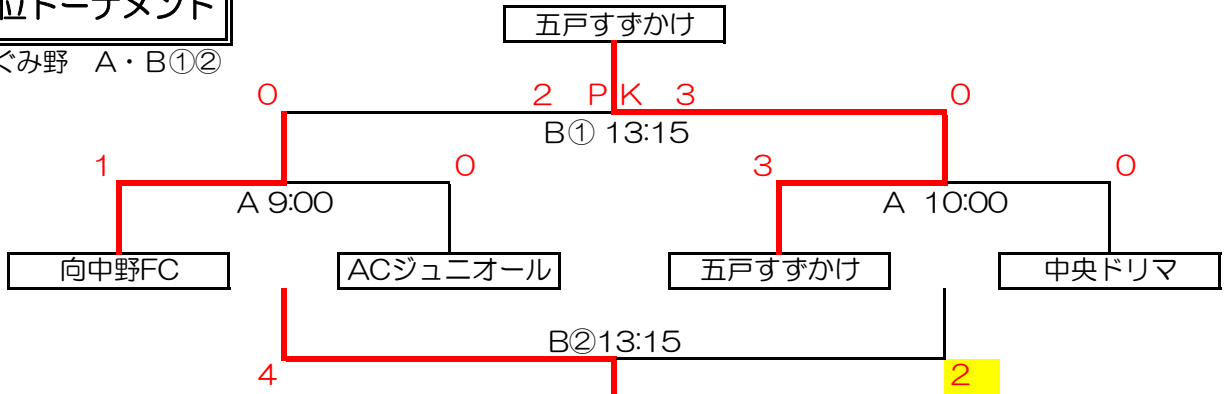 位トーナメント
ぐみ野 A・B①②
五戸すずかけ
0 2 PK 3 0
B① 13:15
1 0 3 0
A 9:00 A 10:00
向中野FC ACジュニオール 五戸すずかけ 中央ドリマ
B②13:15
4 2